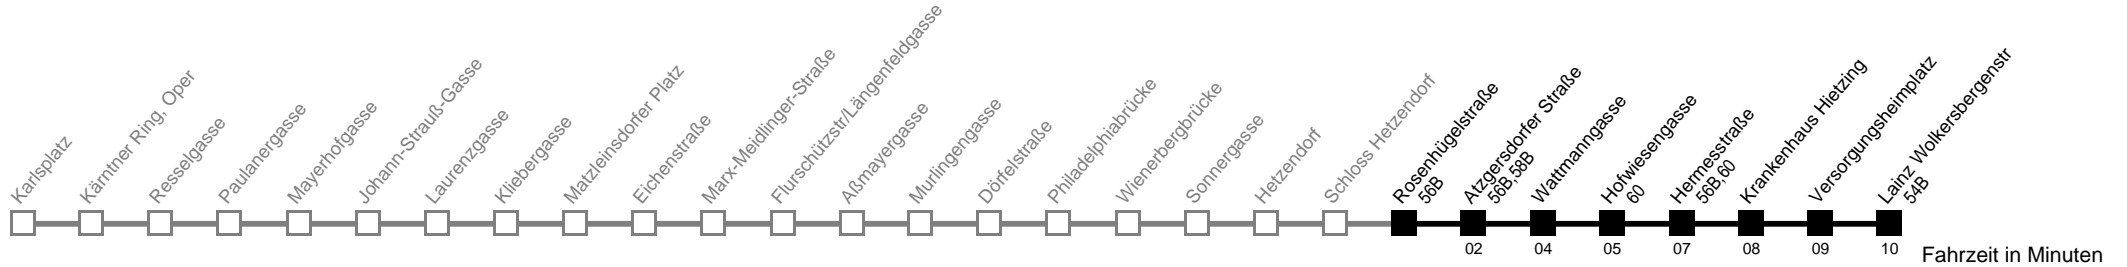 Karlsplatz
Kärntner Ring, Oper
Resselgasse
Paulanergasse
Mayerhofgasse
Johann-Strauß-Gasse
Laurenzgasse
Kliebergasse
Matzleinsdorfer Platz
Eichenstraße
Marx-Meidlinger-Straße
Flurschützstr/Längenfeldgasse
Aßmayergasse
Murlingengasse
Dörfelstraße
Philadelphiabrücke
Wienerbergbrücke
Sonnergasse
Hetzendorf
Schloss Hetzendorf
Rosenhügelstraße
56B
Atzgersdorfer Straße
56B,58B
Wattmanngasse
Hofwiesengasse
60
Hermesstraße
56B,60
Krankenhaus Hietzing
Versorgungsheimplatz
Lainz Wolkersbergenstr
54B
02 04 05 07 08 09 10
Fahrzeit in Minuten